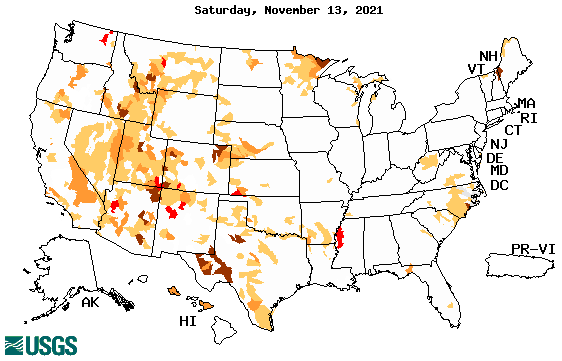 Saturday, November 13, 2021
NH
VT
MA
RI
CT
NJ
DE
MD
DC
PR-VI
AK
HI
USGS